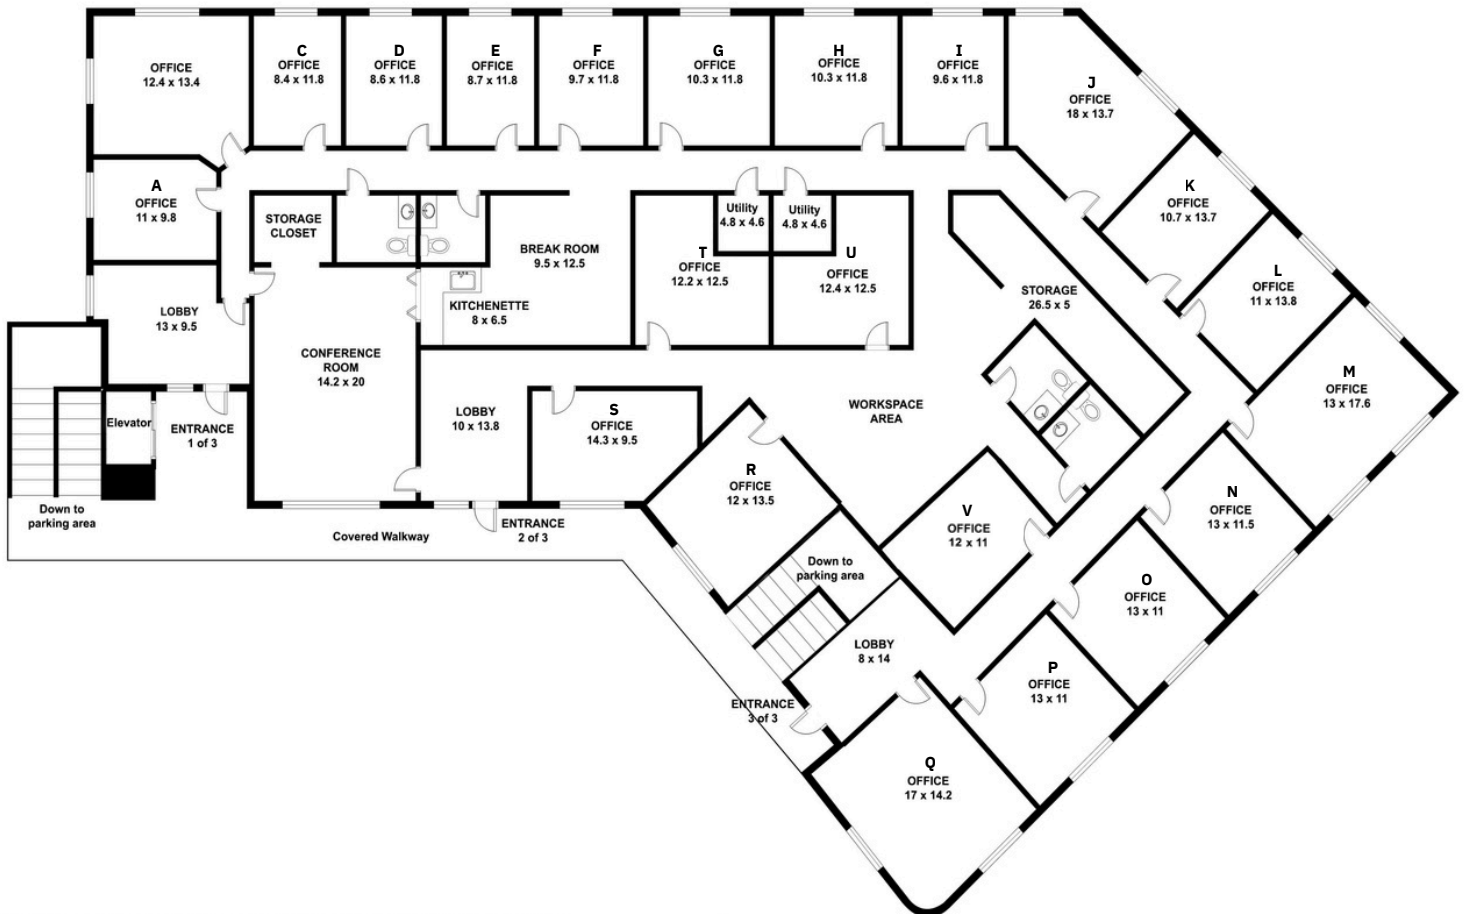 OFFICE
12.4 x 13.4
C
OFFICE
8.4 x 11.8
D
OFFICE
8.6 x 11.8
E
OFFICE
8.7 x 11.8
F
OFFICE
9.7 x 11.8
G
OFFICE
10.3 x 11.8
H
OFFICE
10.3 x 11.8
I
OFFICE
9.6 x 11.8
J
OFFICE
18 x 13.7
A
OFFICE
11 x 9.8
STORAGE
CLOSET
Utility
4.8 x 4.6
Utility
4.8 x 4.6
K
OFFICE
10.7 x 13.7
BREAK ROOM
9.5 x 12.5
T
OFFICE
12.2 x 12.5
U
OFFICE
12.4 x 12.5
L
OFFICE
11 x 13.8
STORAGE
26.5 x 5
KITCHENETTE
8 x 6.5
LOBBY
13 x 9.5
CONFERENCE
ROOM
14.2 x 20
M
OFFICE
13 x 17.6
Elevator
ENTRANCE
1 of 3
LOBBY
10 x 13.8
S
OFFICE
14.3 x 9.5
WORKSPACE
AREA
R
OFFICE
12 x 13.5
N
OFFICE
13 x 11.5
V
OFFICE
12 x 11
Down to
parking area
Covered Walkway
ENTRANCE
2 of 3
Down to
parking area
O
OFFICE
13 x 11
LOBBY
8 x 14
P
OFFICE
13 x 11
ENTRANCE
3 of 3
Q
OFFICE
17 x 14.2